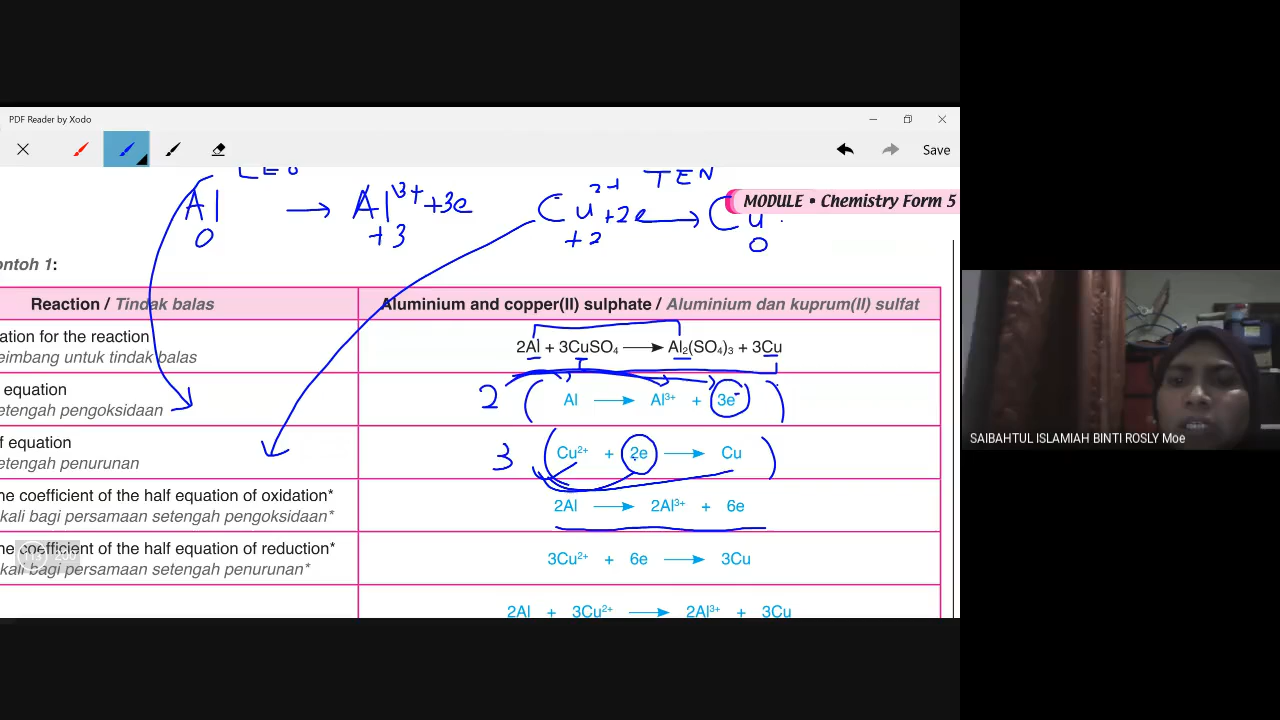 PDF Reader by Xodo
Save
LEO
TEN
Al → Al³⁺ +3e
Cu²⁺ +2e → Cu
0 +3
+2 0
MODULE • Chemistry Form 5
ontoh 1:
Reaction / Tindak balas
Aluminium and copper(II) sulphate / Aluminium dan kuprum(II) sulfat
ation for the reaction
eimbang untuk tindak balas
2Al + 3CuSO₄ → Al₂(SO₄)₃ + 3Cu
equation
etengah pengoksidaan
2 ( Al → Al³⁺ + 3e⁻ )
f equation
etengah penurunan
3 ( Cu²⁺ + 2e → Cu )
he coefficient of the half equation of oxidation*
kali bagi persamaan setengah pengoksidaan*
2Al → 2Al³⁺ + 6e
he coefficient of the half equation of reduction*
kali bagi persamaan setengah penurunan*
3Cu²⁺ + 6e → 3Cu
2Al + 3Cu²⁺ → 2Al³⁺ + 3Cu
SAIBAHTUL ISLAMIAH BINTI ROSLY Moe